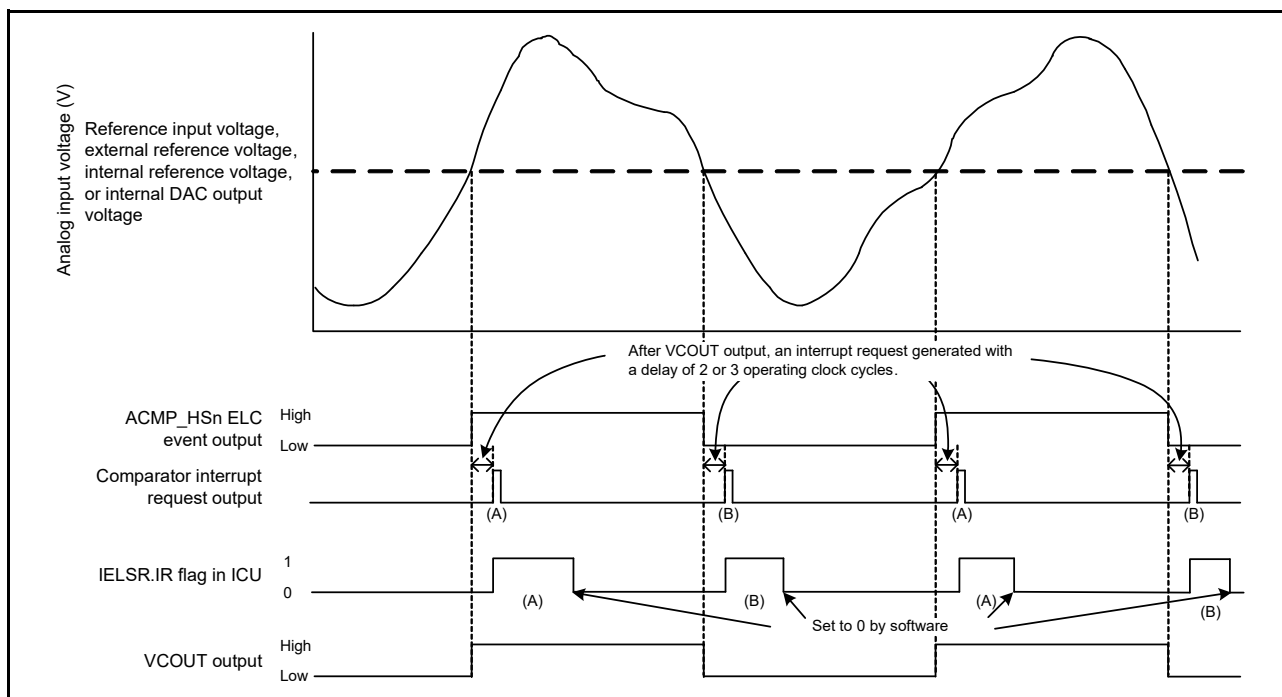 Analog input voltage (V)
Reference input voltage,
external reference voltage,
internal reference voltage,
or internal DAC output
voltage
After VCOUT output, an interrupt request generated with
a delay of 2 or 3 operating clock cycles.
ACMP_HSn ELC
event output
High
Low
Comparator interrupt
request output
(A)
(B)
(A)
(B)
IELSR.IR flag in ICU
1
0
(A)
(B)
(A)
(B)
Set to 0 by software
VCOUT output
High
Low